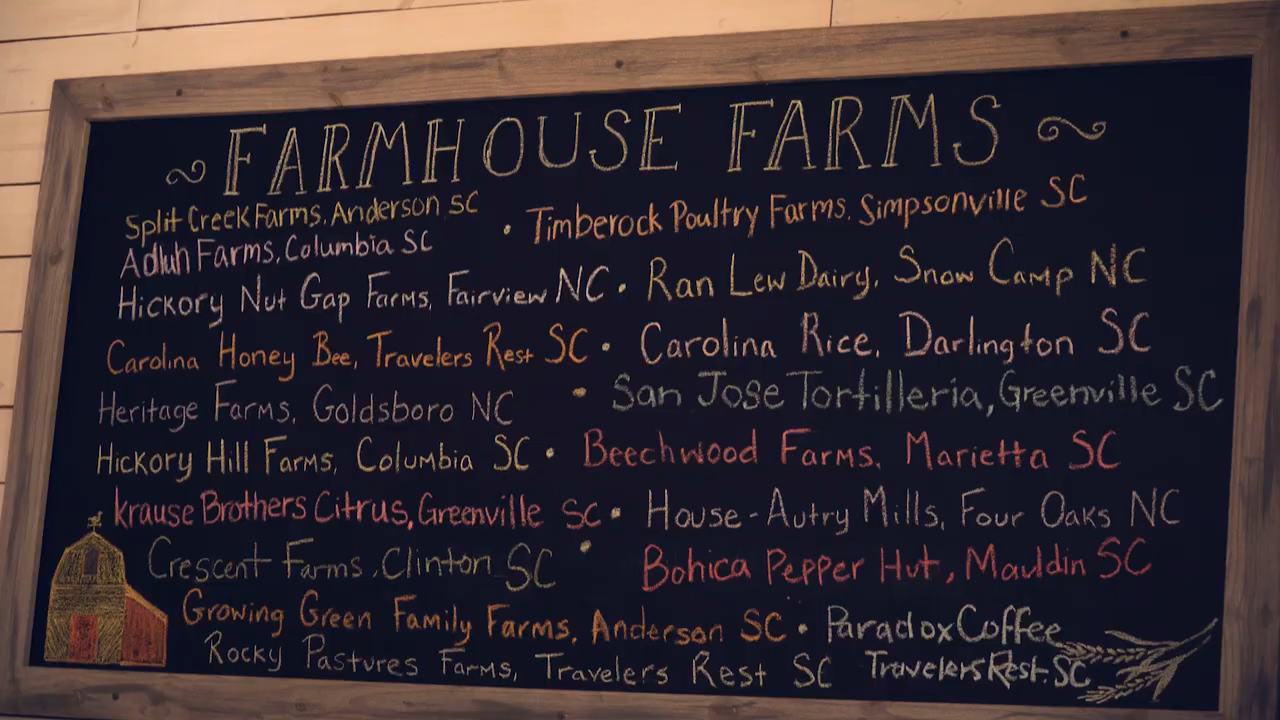 FARMHOUSE FARMS
Split Creek Farms, Anderson SC
Adluh Farms, Columbia SC • Timberock Poultry Farms, Simpsonville SC
Hickory Nut Gap Farms, Fairview NC • Ran Lew Dairy, Snow Camp NC
Carolina Honey Bee, Travelers Rest SC • Carolina Rice, Darlington SC
Heritage Farms, Goldsboro NC • San Jose Tortilleria, Greenville SC
Hickory Hill Farms, Columbia SC • Beechwood Farms, Marietta SC
Krause Brothers Citrus, Greenville SC • House-Autry Mills, Four Oaks NC
Crescent Farms, Clinton SC • Bohica Pepper Hut, Mauldin SC
Growing Green Family Farms, Anderson SC • Paradox Coffee
Rocky Pastures Farms, Travelers Rest SC Travelers Rest SC